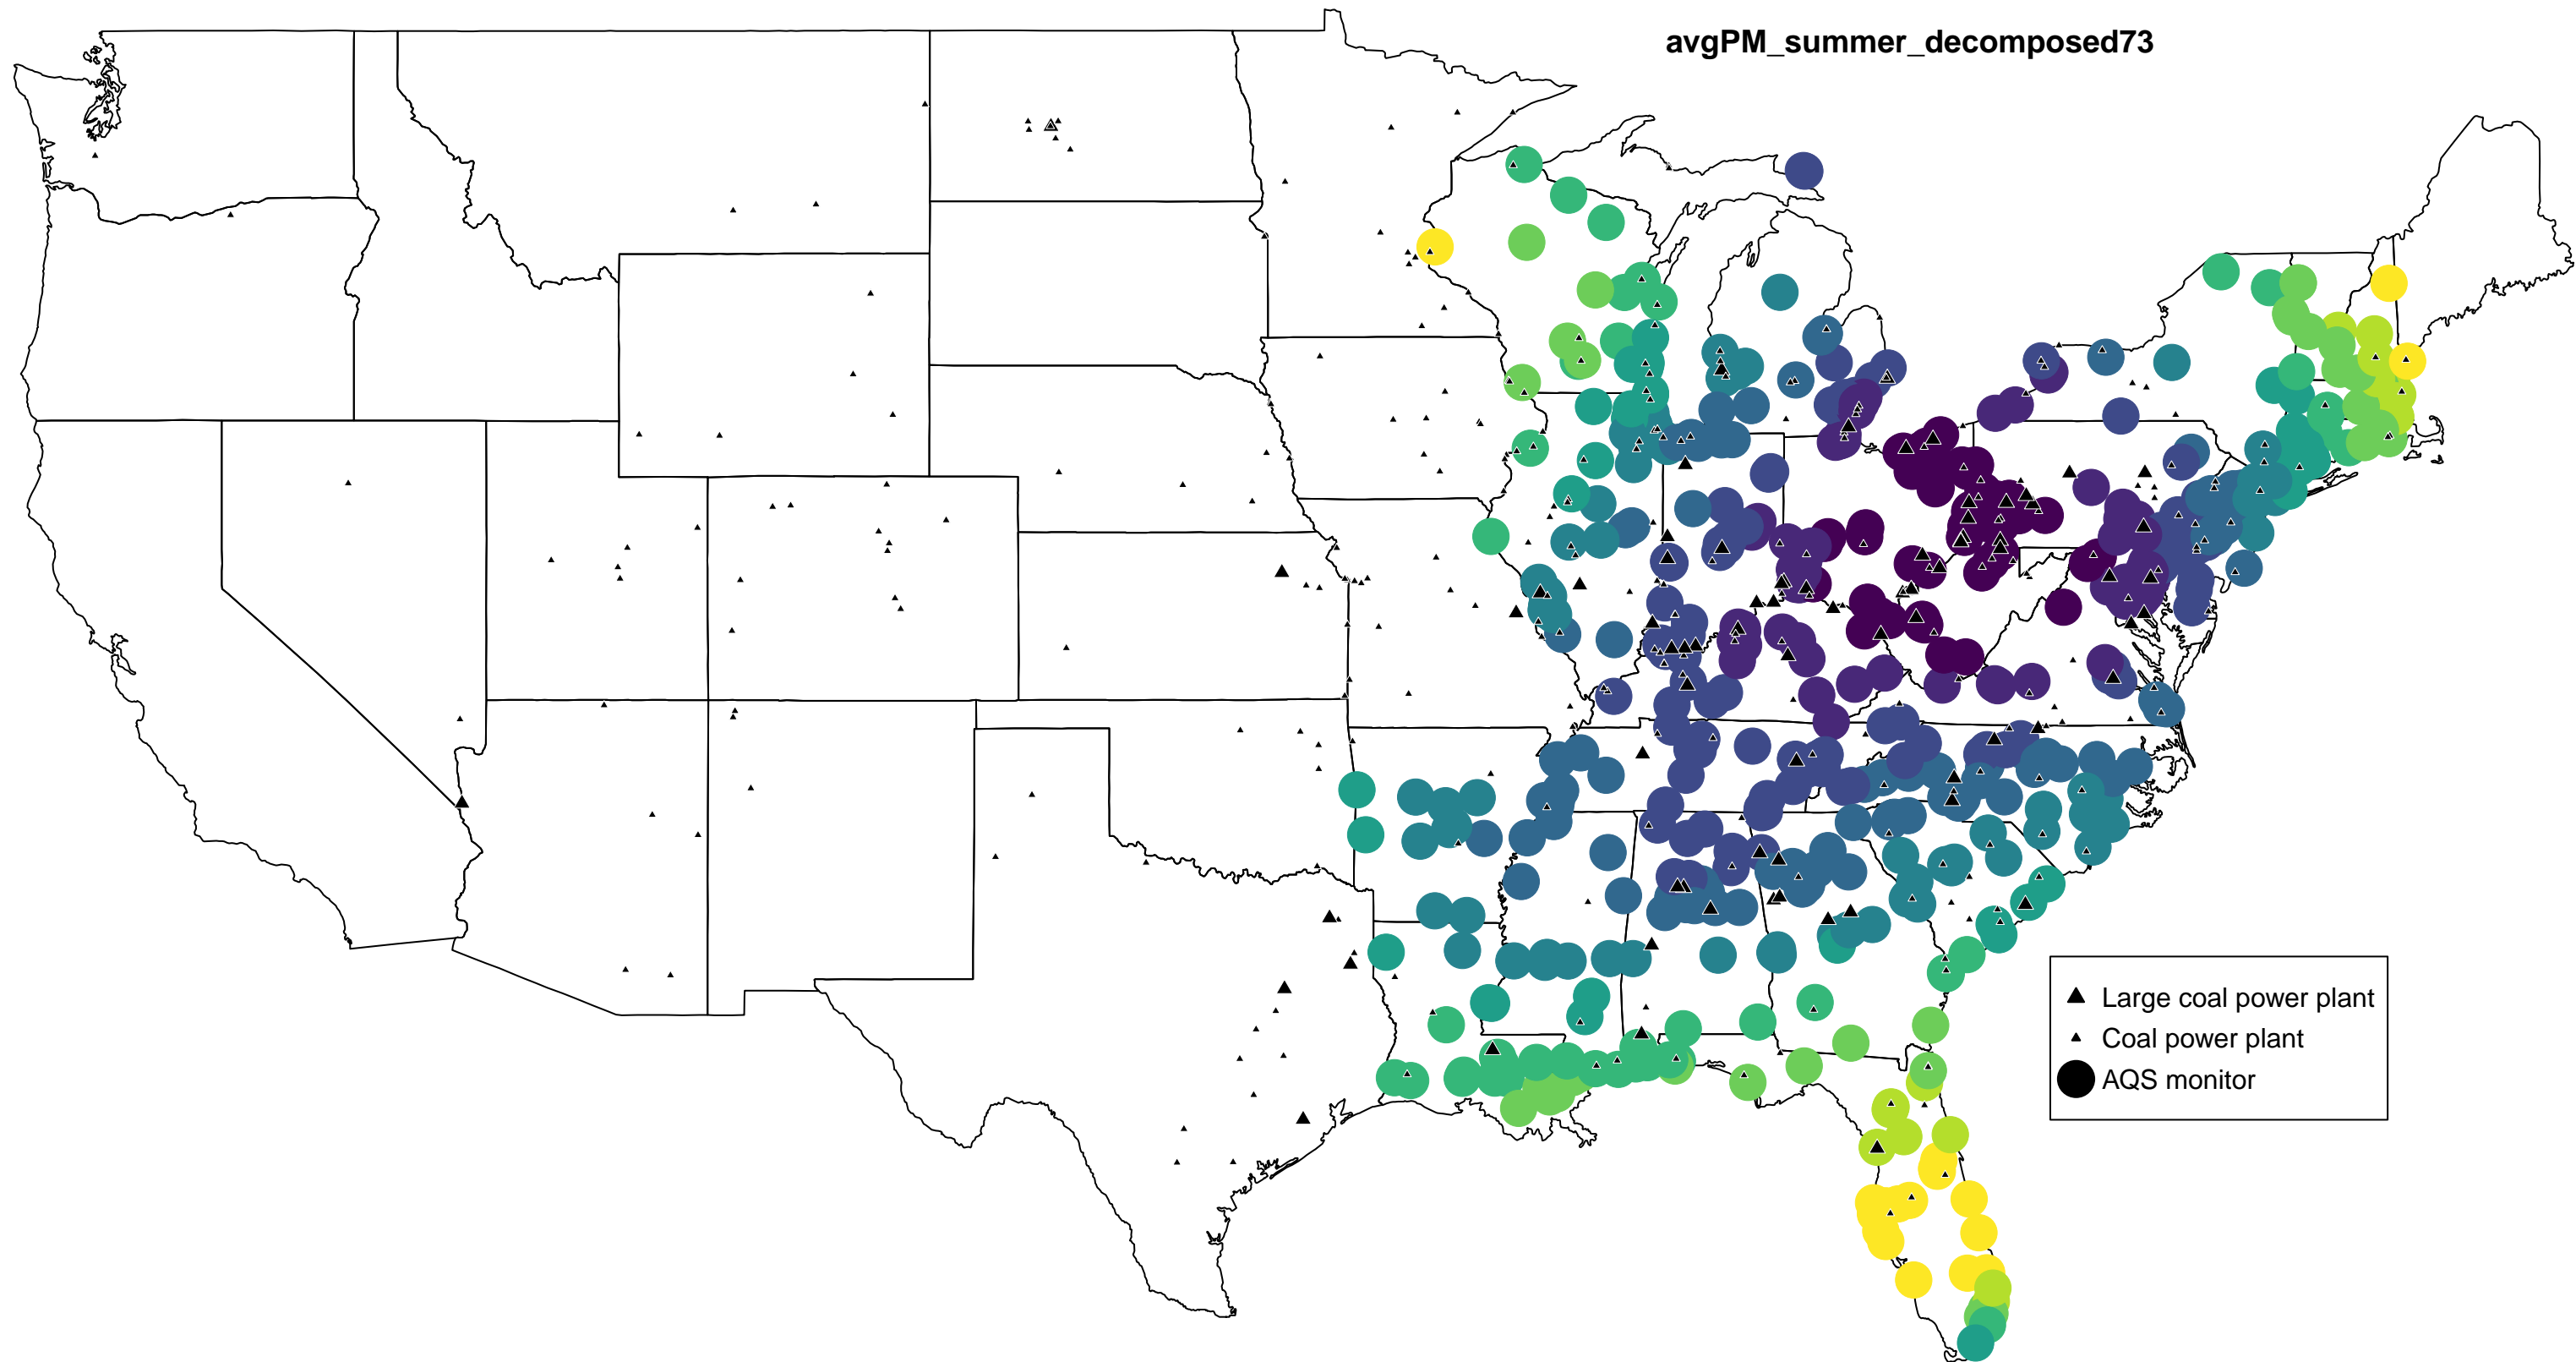 avgPM_summer_decomposed73
Large coal power plant
Coal power plant
AQS monitor